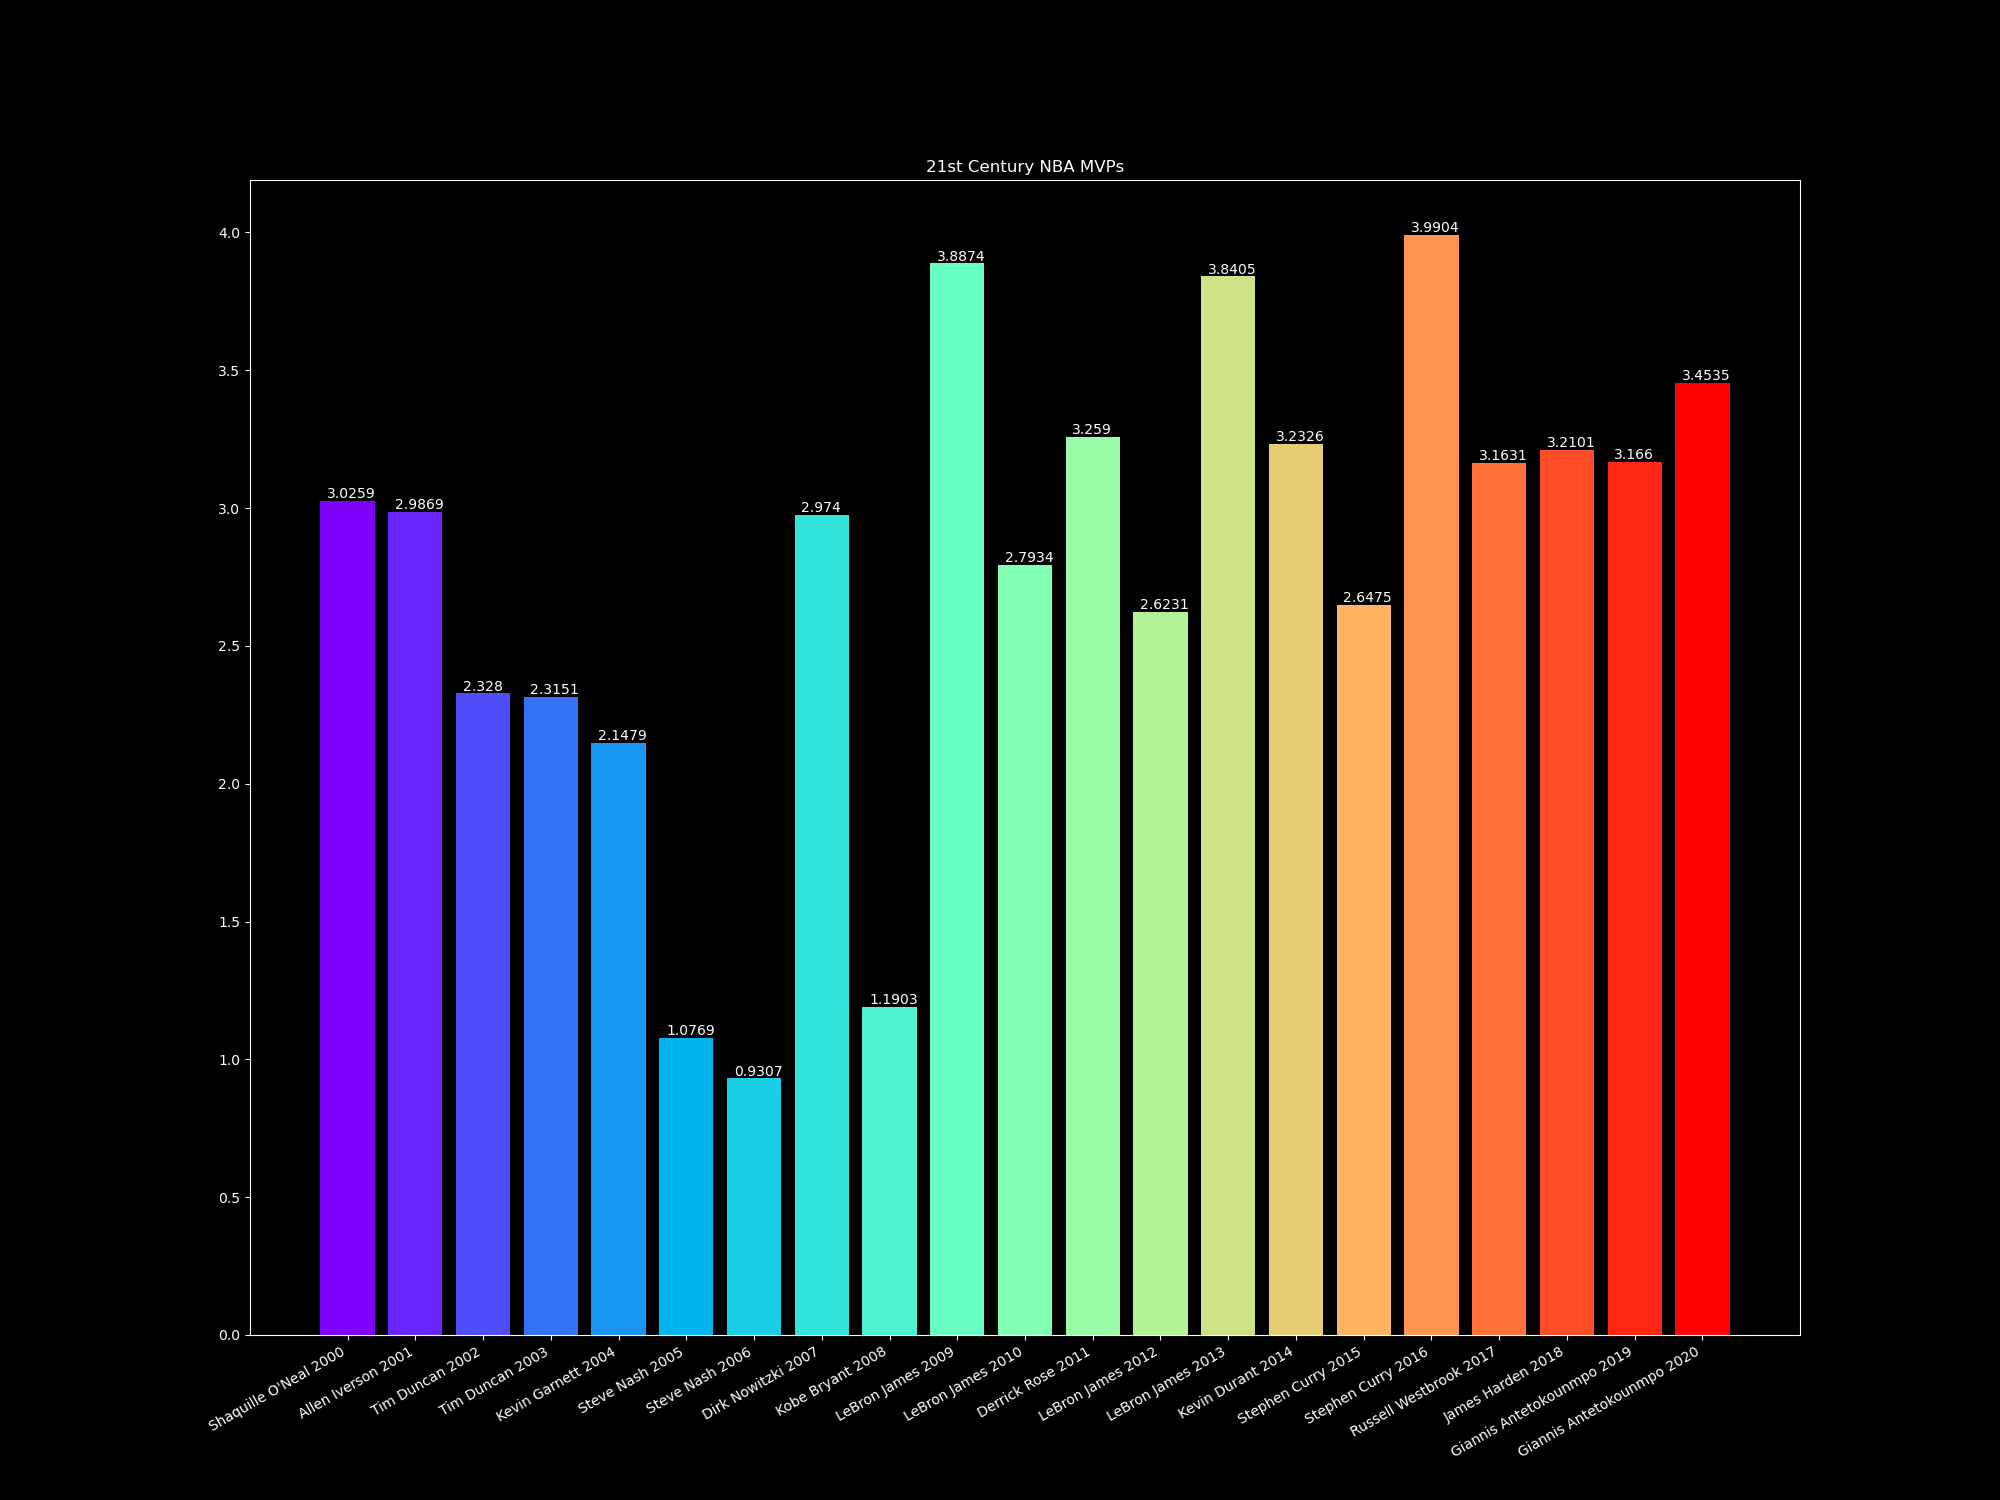 21st Century NBA MVPs
4.0
3.5
3.0
2.5
2.0
1.5
1.0
0.5
0.0
3.0259
2.9869
2.328
2.3151
2.1479
1.0769
0.9307
2.974
1.1903
3.8874
2.7934
3.259
2.6231
3.8405
3.2326
2.6475
3.9904
3.1631
3.2101
3.166
3.4535
Shaquille O'Neal 2000
Allen Iverson 2001
Tim Duncan 2002
Tim Duncan 2003
Kevin Garnett 2004
Steve Nash 2005
Steve Nash 2006
Dirk Nowitzki 2007
Kobe Bryant 2008
LeBron James 2009
LeBron James 2010
Derrick Rose 2011
LeBron James 2012
LeBron James 2013
Kevin Durant 2014
Stephen Curry 2015
Stephen Curry 2016
Russell Westbrook 2017
James Harden 2018
Giannis Antetokounmpo 2019
Giannis Antetokounmpo 2020